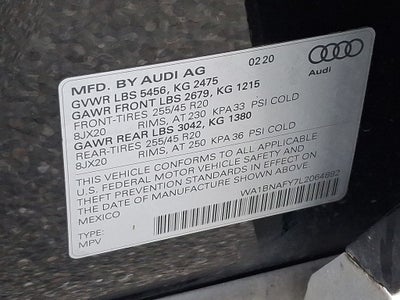 MFD. BY AUDI AG 02 20
GVWR LBS 5456, KG 2475
Audi
GAWR FRONT LBS 2679, KG 1215
FRONT-TIRES 255/45 R20
8JX20 RIMS, AT 230 KPA33 PSI COLD
GAWR REAR LBS 3042, KG 1380
REAR-TIRES 255/45 R20
8JX20 RIMS, AT 250 KPA 36 PSI COLD
THIS VEHICLE CONFORMS TO ALL APPLICABLE
U.S. FEDERAL MOTOR VEHICLE SAFETY AND
THEFT PREVENTION STANDARDS IN EFFECT ON
THE DATE OF MANUFACTURE SHOWN ABOVE
MEXICO
WA1BNAFY7L2064892
TYPE:
MPV